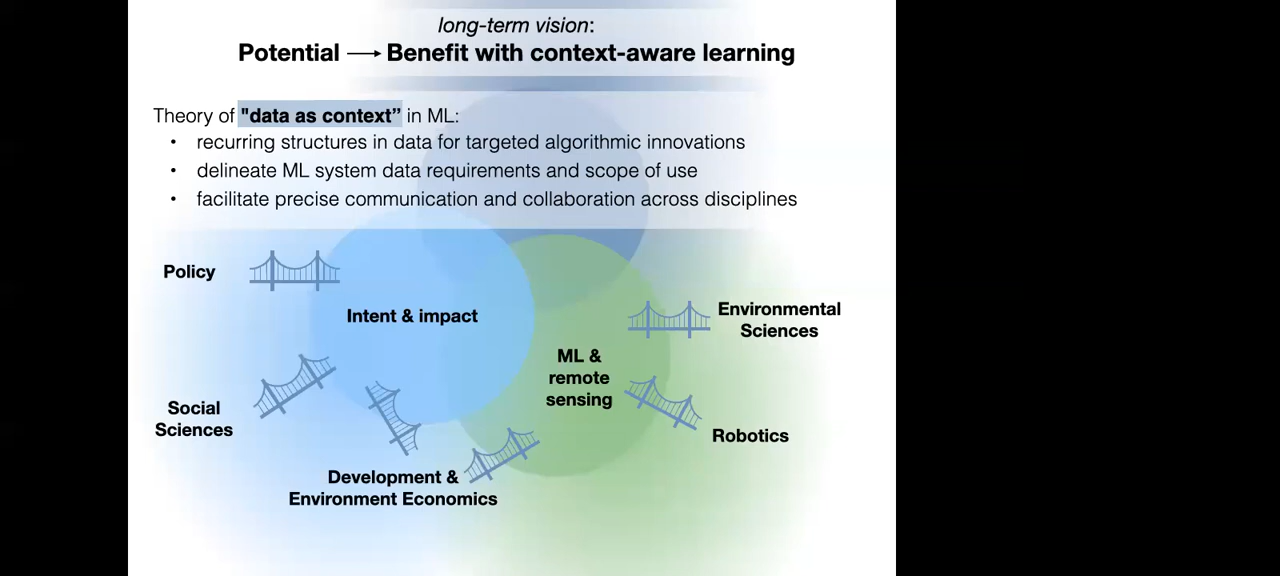 long-term vision:
Potential → Benefit with context-aware learning
Theory of "data as context” in ML:
• recurring structures in data for targeted algorithmic innovations
• delineate ML system data requirements and scope of use
• facilitate precise communication and collaboration across disciplines
Policy
Intent & impact
Environmental
Sciences
ML &
remote
sensing
Social
Sciences
Robotics
Development &
Environment Economics